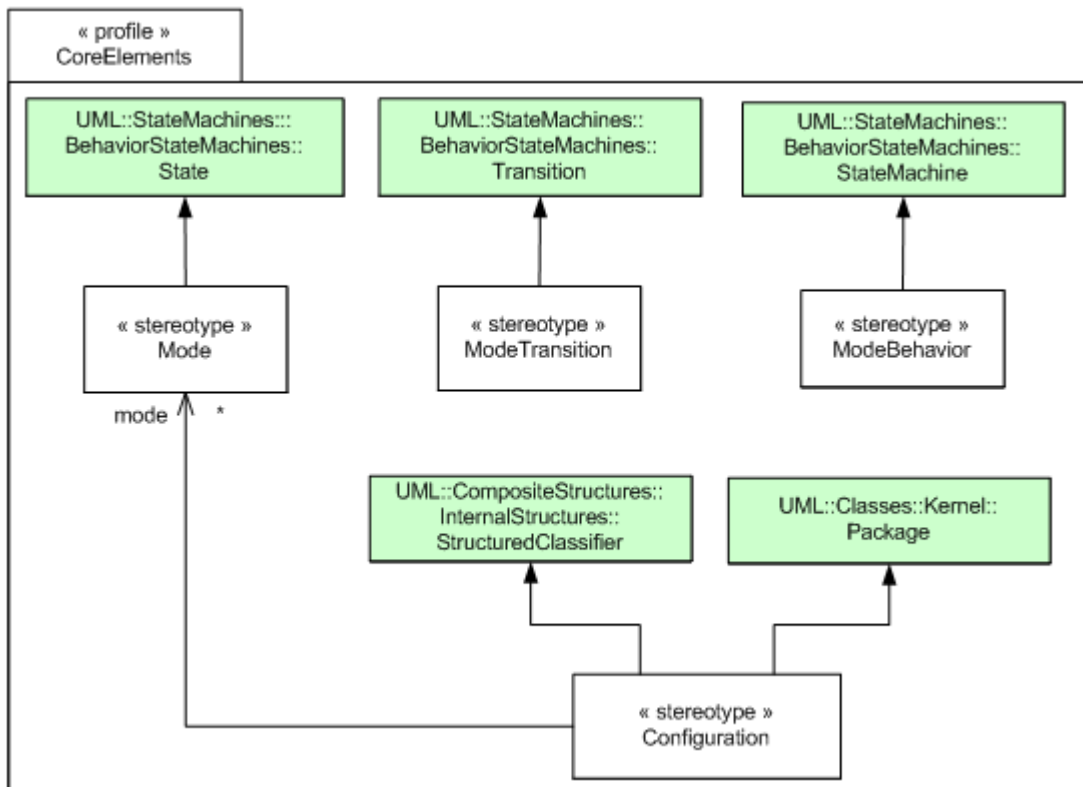 « profile »
CoreElements
UML::StateMachines:::
BehaviorStateMachines::
State
UML::StateMachines::
BehaviorStateMachines::
Transition
UML::StateMachines::
BehaviorStateMachines::
StateMachine
« stereotype »
Mode
« stereotype »
ModeTransition
« stereotype »
ModeBehavior
mode *
UML::CompositeStructures::
InternalStructures::
StructuredClassifier
UML::Classes::Kernel::
Package
« stereotype »
Configuration